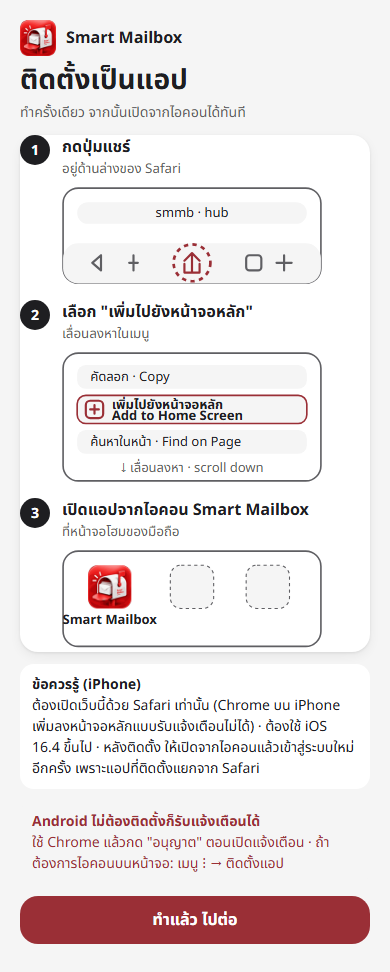 Smart Mailbox
ติดตั้งเป็นแอป
ทำครั้งเดียว จากนั้นเปิดจากไอคอนได้ทันที
1 กดปุ่มแชร์
อยู่ด้านล่างของ Safari
smmb · hub
2 เลือก "เพิ่มไปยังหน้าจอหลัก"
เลื่อนลงหาในเมนู
คัดลอก · Copy
เพิ่มไปยังหน้าจอหลัก
Add to Home Screen
ค้นหาในหน้า · Find on Page
↓ เลื่อนลงหา · scroll down
3 เปิดแอปจากไอคอน Smart Mailbox
ที่หน้าจอโฮมของมือถือ
Smart Mailbox
ข้อควรรู้ (iPhone)
ต้องเปิดเว็บนี้ด้วย Safari เท่านั้น (Chrome บน iPhone
เพิ่มลงหน้าจอหลักแบบรับแจ้งเตือนไม่ได้) · ต้องใช้ iOS
16.4 ขึ้นไป · หลังติดตั้ง ให้เปิดจากไอคอนแล้วเข้าสู่ระบบใหม่
อีกครั้ง เพราะแอปที่ติดตั้งแยกจาก Safari
Android ไม่ต้องติดตั้งก็รับแจ้งเตือนได้
ใช้ Chrome แล้วกด "อนุญาต" ตอนเปิดแจ้งเตือน · ถ้า
ต้องการไอคอนบนหน้าจอ: เมนู ⋮ → ติดตั้งแอป
ทำแล้ว ไปต่อ